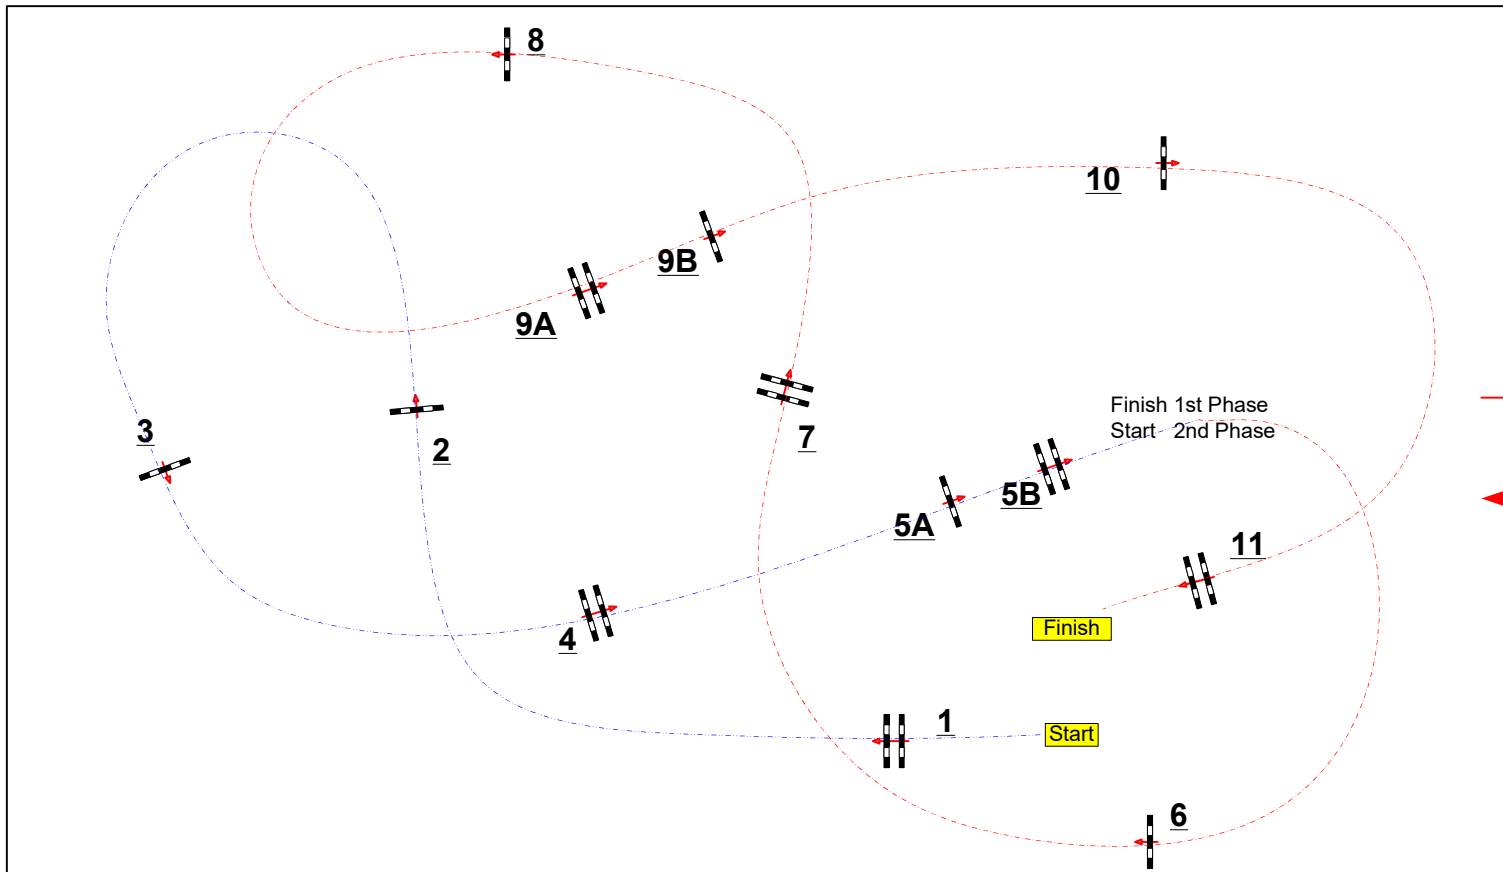 8
10
9B
9A
Finish 1st Phase
Start 2nd Phase
3
2
7
5B
5A
11
Finish
4
1
Start
6